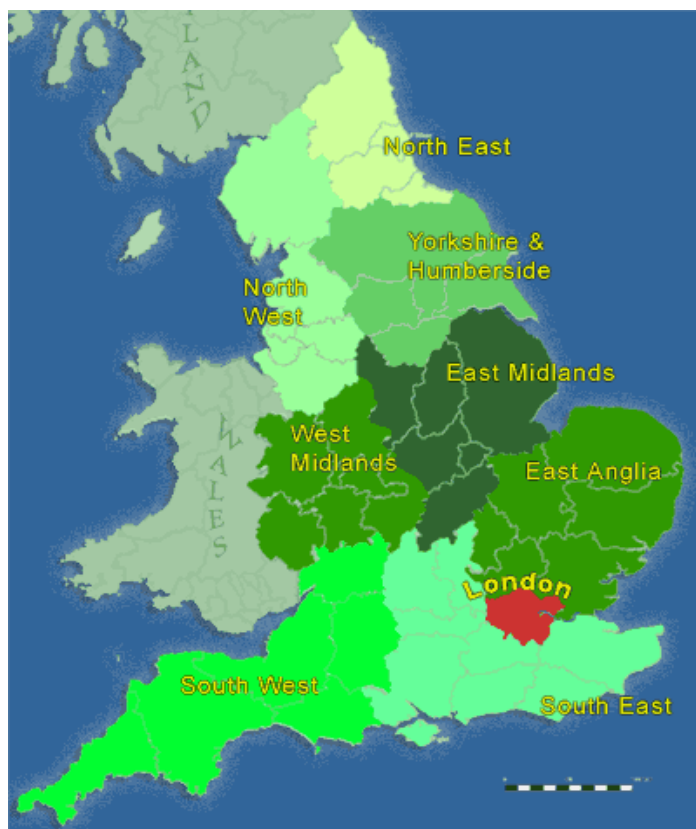 LAND
North East
Yorkshire &
Humberside
North
West
East Midlands
West
Midlands
WALES
East Anglia
London
South West
South East